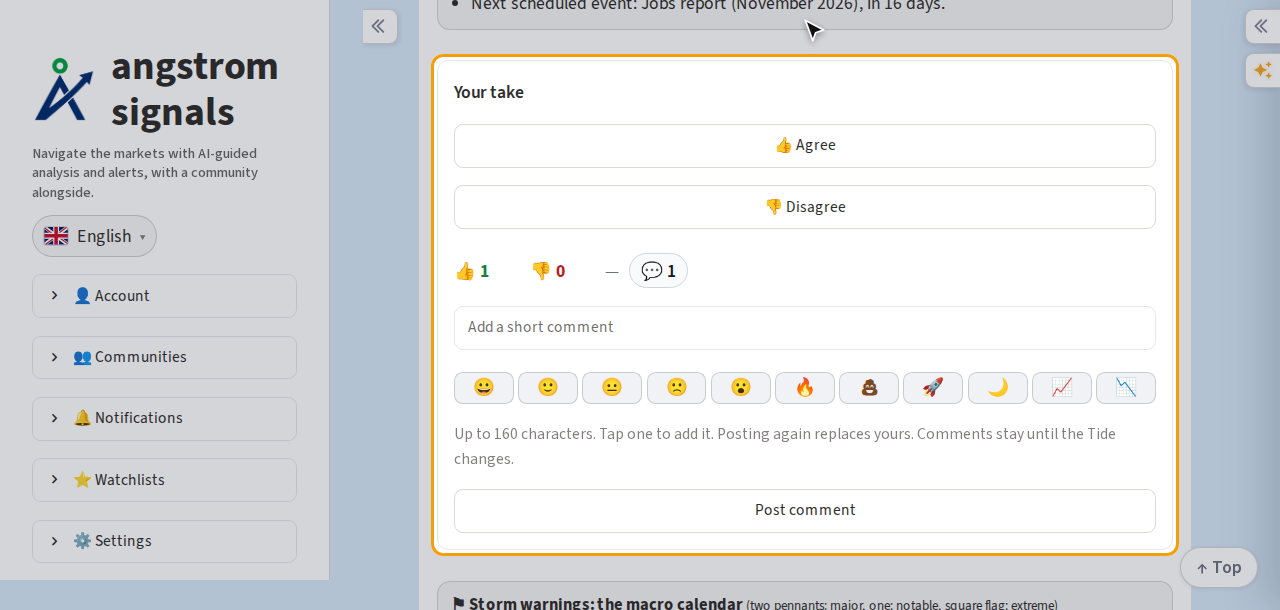 • Next scheduled event: Jobs report (November 2026), in 16 days.
angstrom
signals
Navigate the markets with AI-guided
analysis and alerts, with a community
alongside.
English
👤 Account
👥 Communities
🔔 Notifications
⭐ Watchlists
⚙️ Settings
Your take
👍 Agree
👎 Disagree
👍 1 👎 0 — 💬 1
Add a short comment
😀 🙂 😐 🙁 😮 🔥 💩 🚀 🌙 📈 📉
Up to 160 characters. Tap one to add it. Posting again replaces yours. Comments stay until the Tide
changes.
Post comment
↑ Top
⚑ Storm warnings: the macro calendar (two pennants: major, one: notable, square flag: extreme)